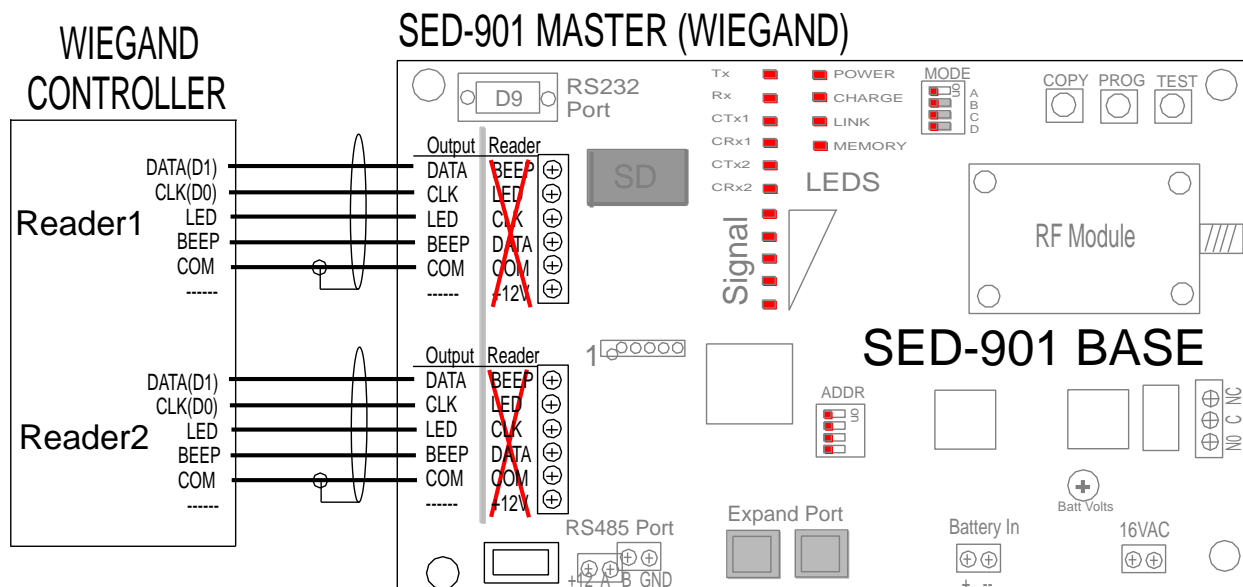 SED-901 MASTER (WIEGAND)
WIEGAND
CONTROLLER
D9
RS232
Port
Tx
Rx
CTx1
CRx1
CTx2
CRx2
POWER
CHARGE
LINK
MEMORY
LEDS
Signal
MODE
ON
A
B
C
D
COPY PROG TEST
SD
RF Module
Reader1
DATA(D1)
CLK(D0)
LED
BEEP
COM
------
Output Reader
DATA BEEP
CLK LED
LED CLK
BEEP DATA
COM COM
------ +12V
1
SED-901 BASE
Reader2
DATA(D1)
CLK(D0)
LED
BEEP
COM
------
Output Reader
DATA BEEP
CLK LED
LED CLK
BEEP DATA
COM COM
------ +12V
ADDR
ON
NO C NC
Batt Volts
RS485 Port
+12 A B GND
Expand Port
Battery In
+ --
16VAC